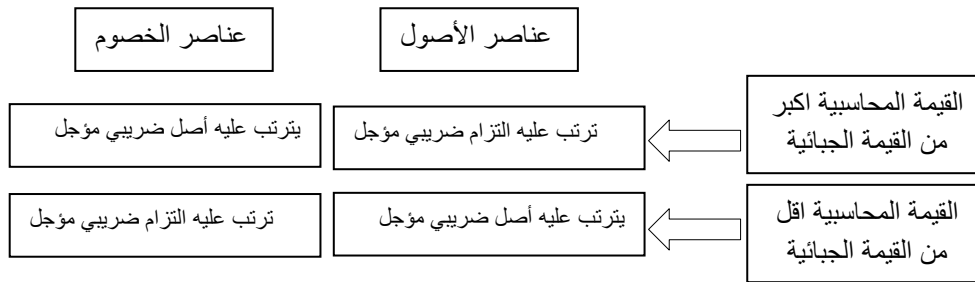 عناصر الأصول
عناصر الخصوم
القيمة المحاسبية اكبر
من القيمة الجبائية
ترتب عليه التزام ضريبي مؤجل
يترتب عليه أصل ضريبي مؤجل
القيمة المحاسبية اقل
من القيمة الجبائية
يترتب عليه أصل ضريبي مؤجل
ترتب عليه التزام ضريبي مؤجل